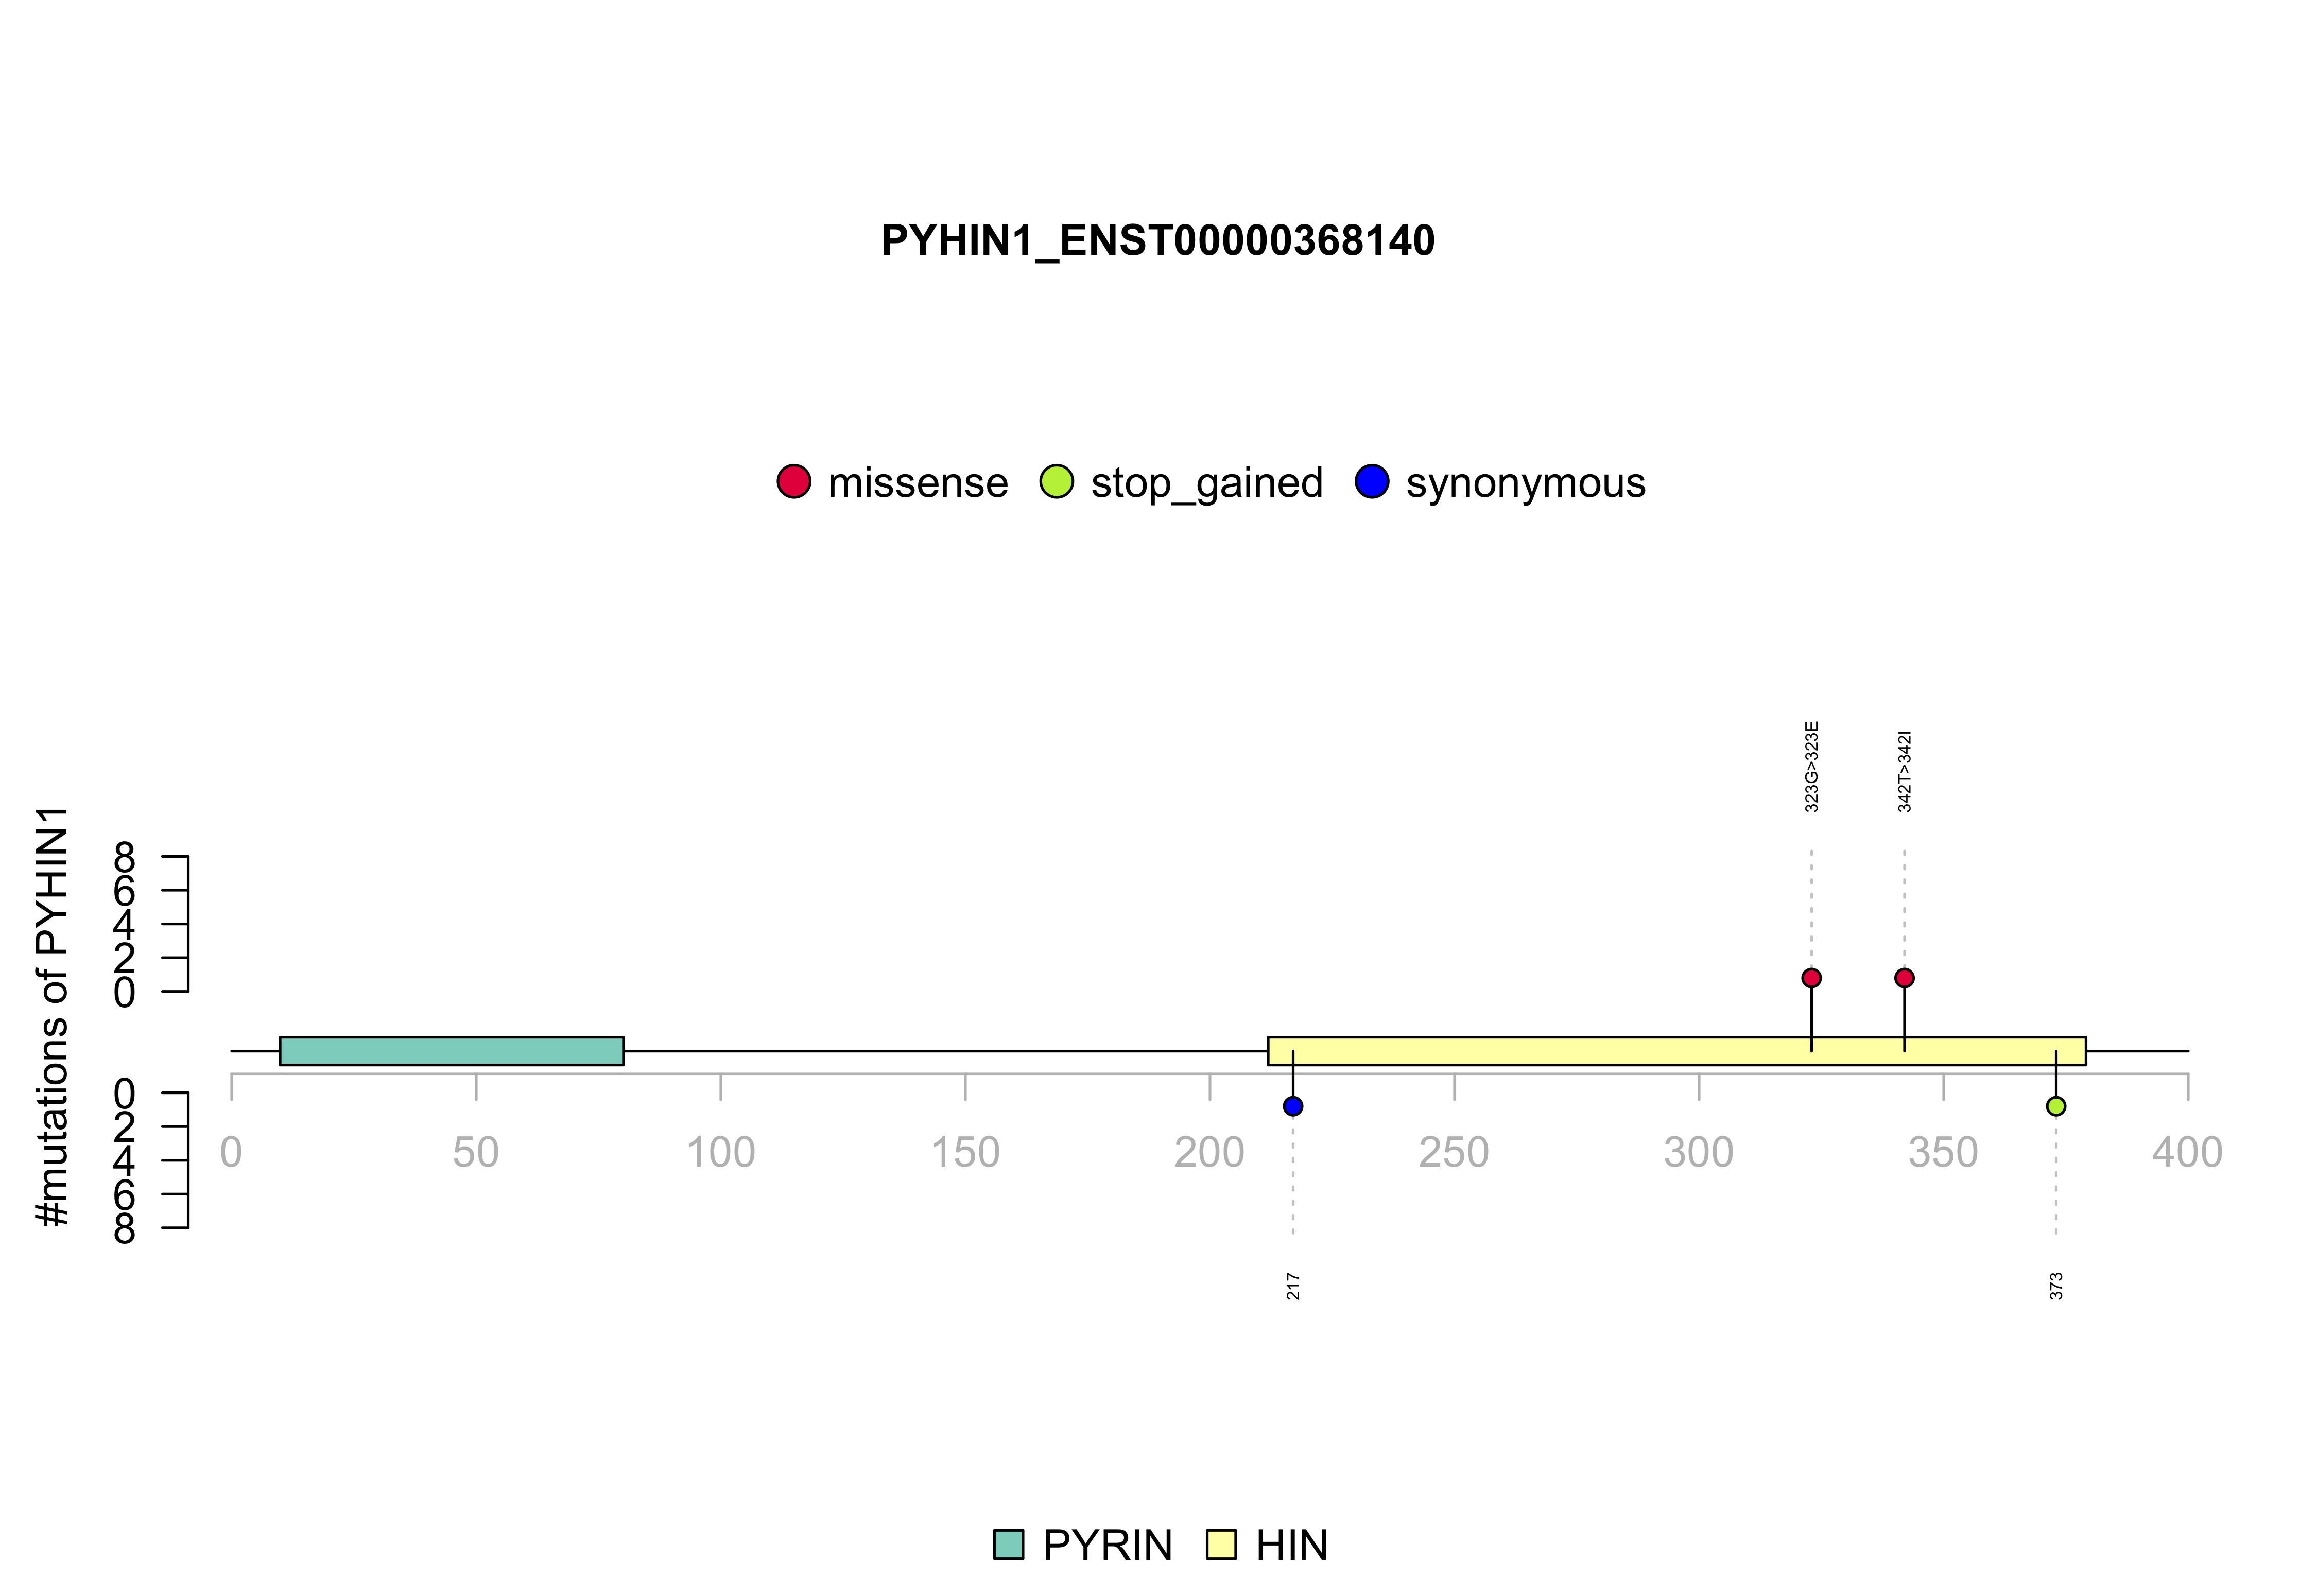 PYHIN1_ENST00000368140
missense stop_gained synonymous
323G>323E
342T>342I
#mutations of PYHIN1
8
6
4
2
0
0
2
4
6
8
0 50 100 150 200 250 300 350 400
217
373
PYRIN HIN